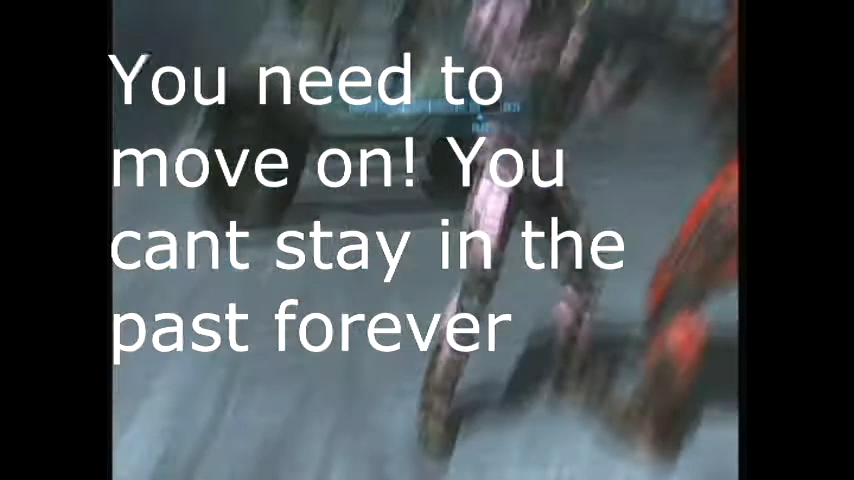 You need to
move on! You
cant stay in the
past forever